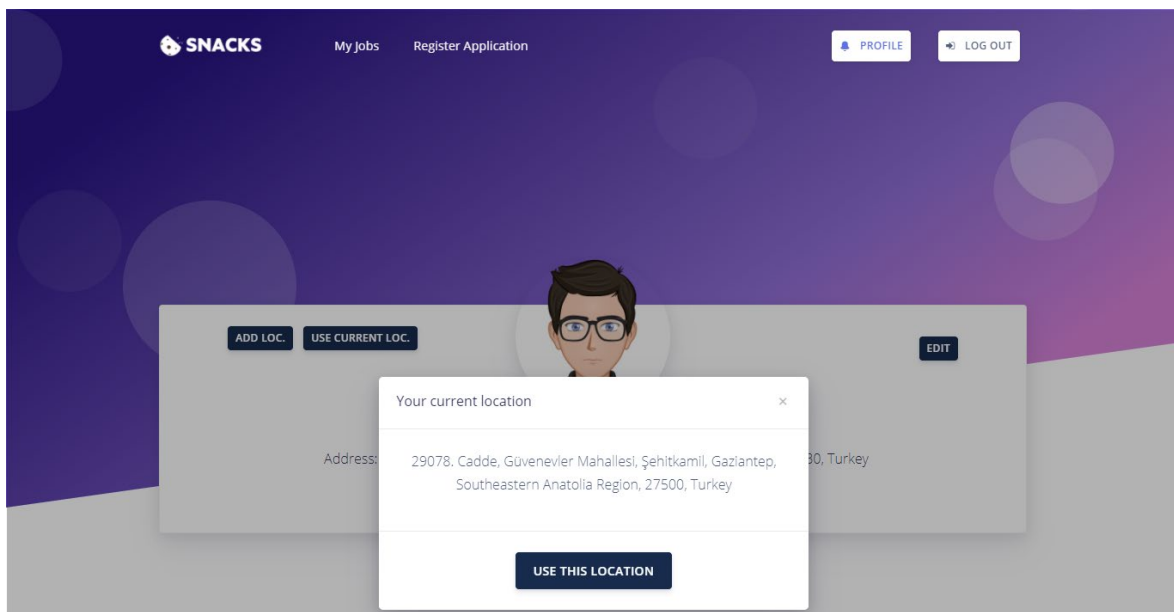 SNACKS My Jobs Register Application PROFILE LOG OUT
ADD LOC. USE CURRENT LOC. EDIT
Your current location ×
Address: 29078. Cadde, Güvenevler Mahallesi, Şehitkamil, Gaziantep, 30, Turkey
Southeastern Anatolia Region, 27500, Turkey
USE THIS LOCATION